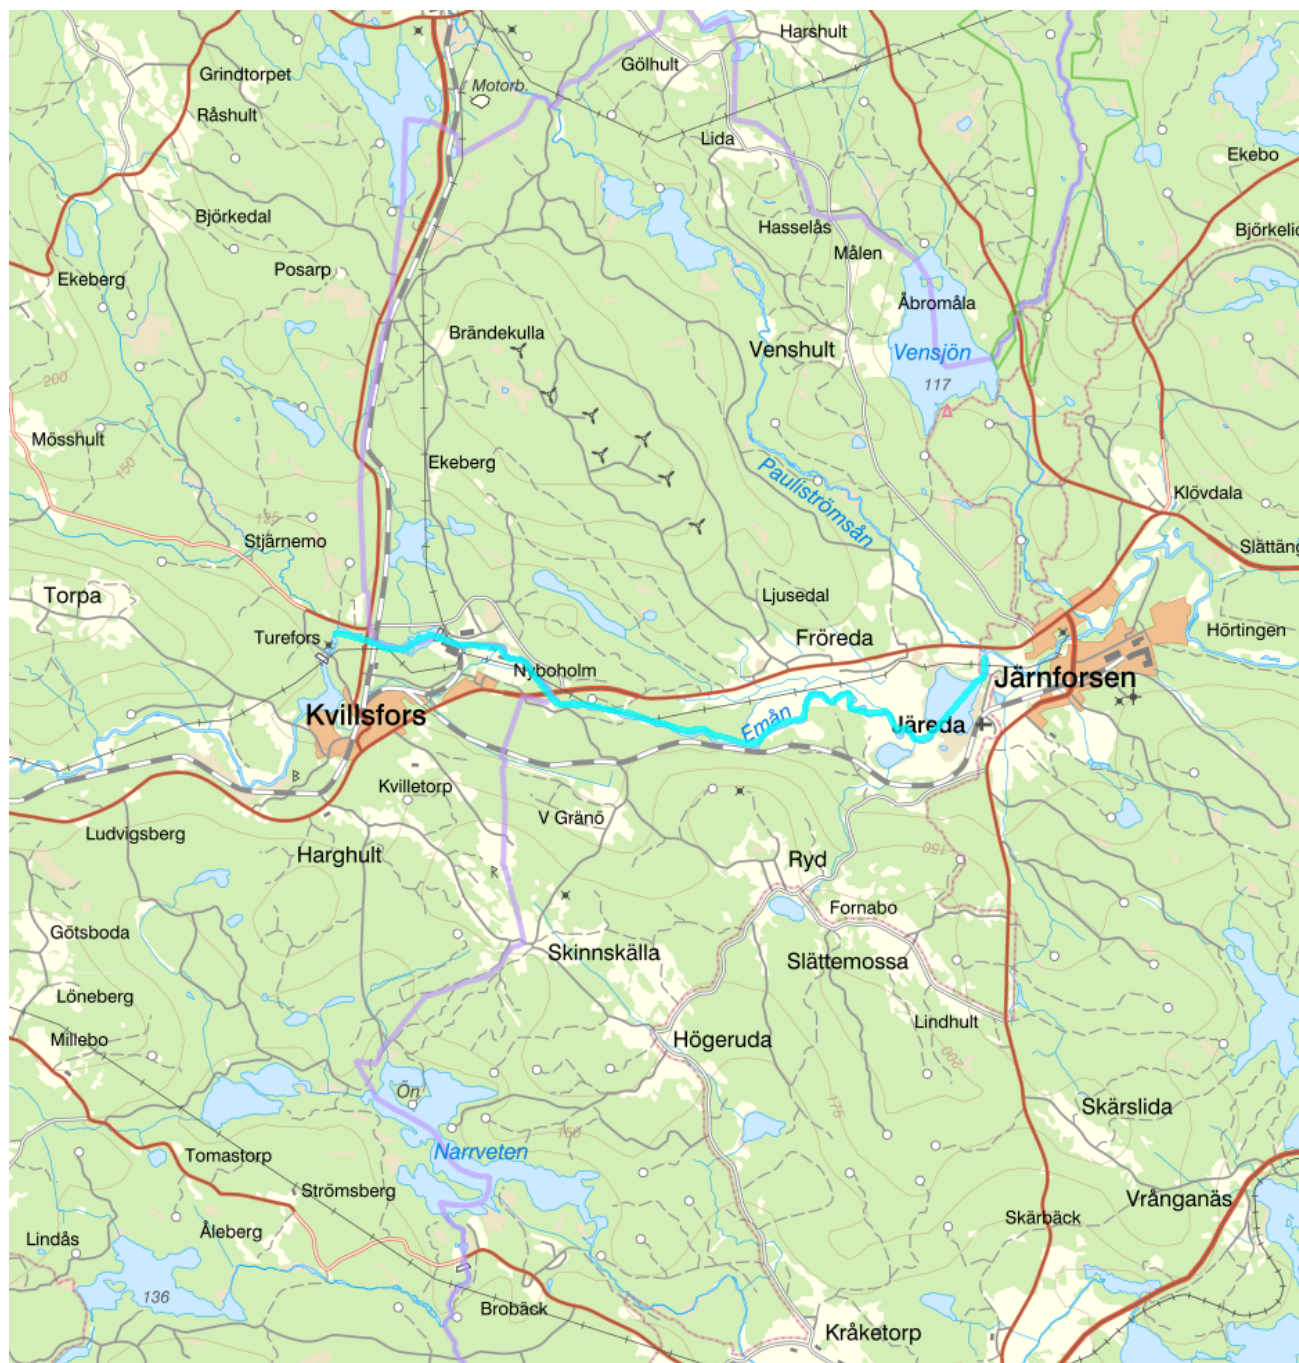 Harshult
Gölhult
Grindtorpet
Motorb.
Råshult
Lida
Ekebo
Björkedal
Hasselås
Björkelid
Målen
Posarp
Ekeberg
Åbromåla
Brändekulla
Venshult
Vensjön
200
117
Mösshult
150
Ekeberg
Pauliströmsån
Klövdala
125
Stjärnemo
Slättäng
Torpa
Ljusedal
Turefors
Fröreda
Hörtingen
Nyboholm
Järnforsen
Kvillsfors
Emån
Järeda
B
Kvilletorp
V Gränö
Ludvigsberg
Harghult
150
Ryd
R
Fornabo
Götsboda
Skinnskälla
Slättemossa
Löneberg
Lindhult
Millebo
Högeruda
200
Ön
175
Skärslida
150
Narrveten
Tomastorp
Strömsberg
Vrånganäs
Skärbäck
Åleberg
Lindås
136
Brobäck
Kråketorp